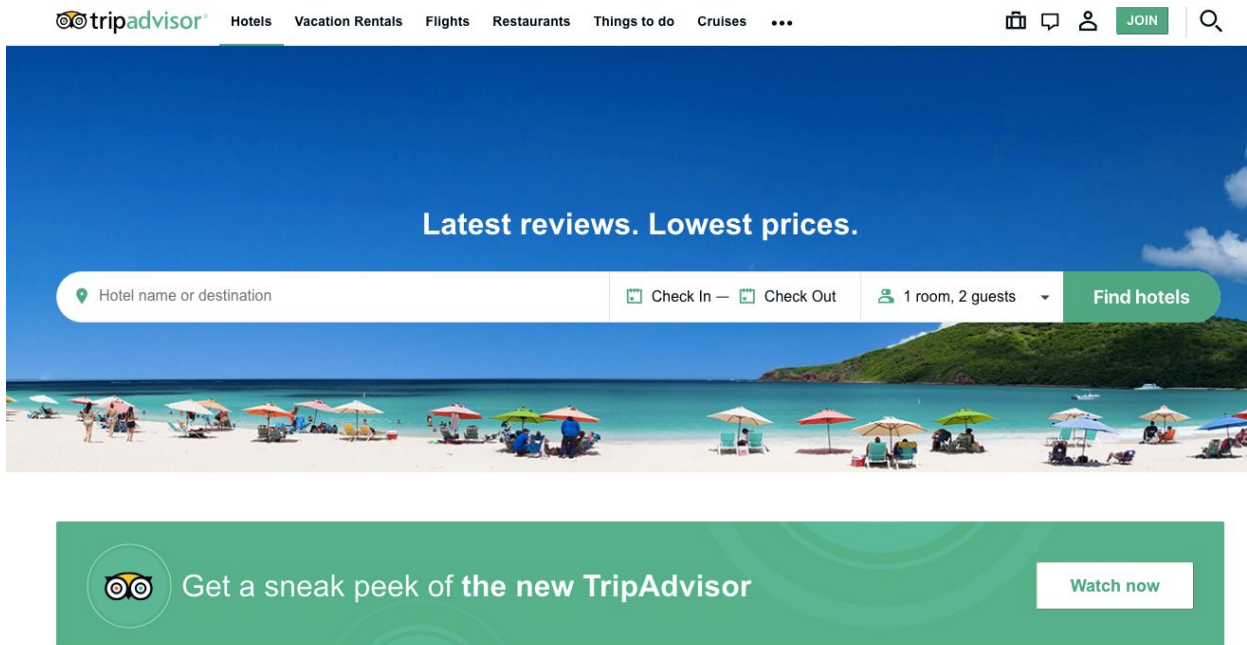 tripadvisor Hotels Vacation Rentals Flights Restaurants Things to do Cruises JOIN
Latest reviews. Lowest prices.
Hotel name or destination Check In — Check Out 1 room, 2 guests Find hotels
Get a sneak peek of the new TripAdvisor Watch now